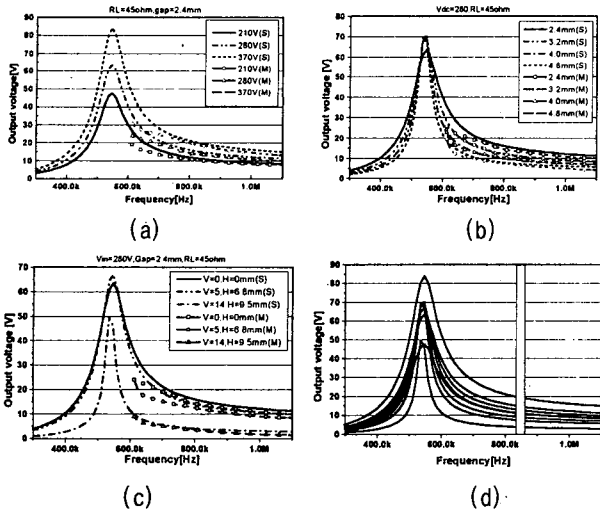 RL=45ohm,gap=2.4mm
Output voltage[V]
90
80
70
60
50
40
30
20
10
0
210V(S)
280V(S)
370V(S)
210V(M)
280V(M)
370V(M)
400.0k 600.0k 800.0k 1.0M
Frequency[Hz]
(a)
Vdc=280.RL=45ohm
Output voltage[V]
80
70
60
50
40
30
20
10
0
2.4mm(S)
3.2mm(S)
4.0mm(S)
4.6mm(S)
2.4mm(M)
3.2mm(M)
4.0mm(M)
4.8mm(M)
400.0k 600.0k 800.0k 1.0M
Frequency[Hz]
(b)
Vin=280V,Gap=2.4mm,RL=45ohm
Output voltage [V]
70
60
50
40
30
20
10
0
V=0,H=0mm(S)
V=5,H=6.8mm(S)
V=14,H=9.5mm(S)
V=0,H=0mm(M)
V=5,H=6.8mm(M)
V=14,H=9.5mm(M)
400.0k 600.0k 800.0k 1.0M
Frequency[Hz]
(c)
Output voltage [V]
90
80
70
60
50
40
30
20
10
0
400.0k 600.0k 800.0k 1.0M
Frequency[Hz]
(d)